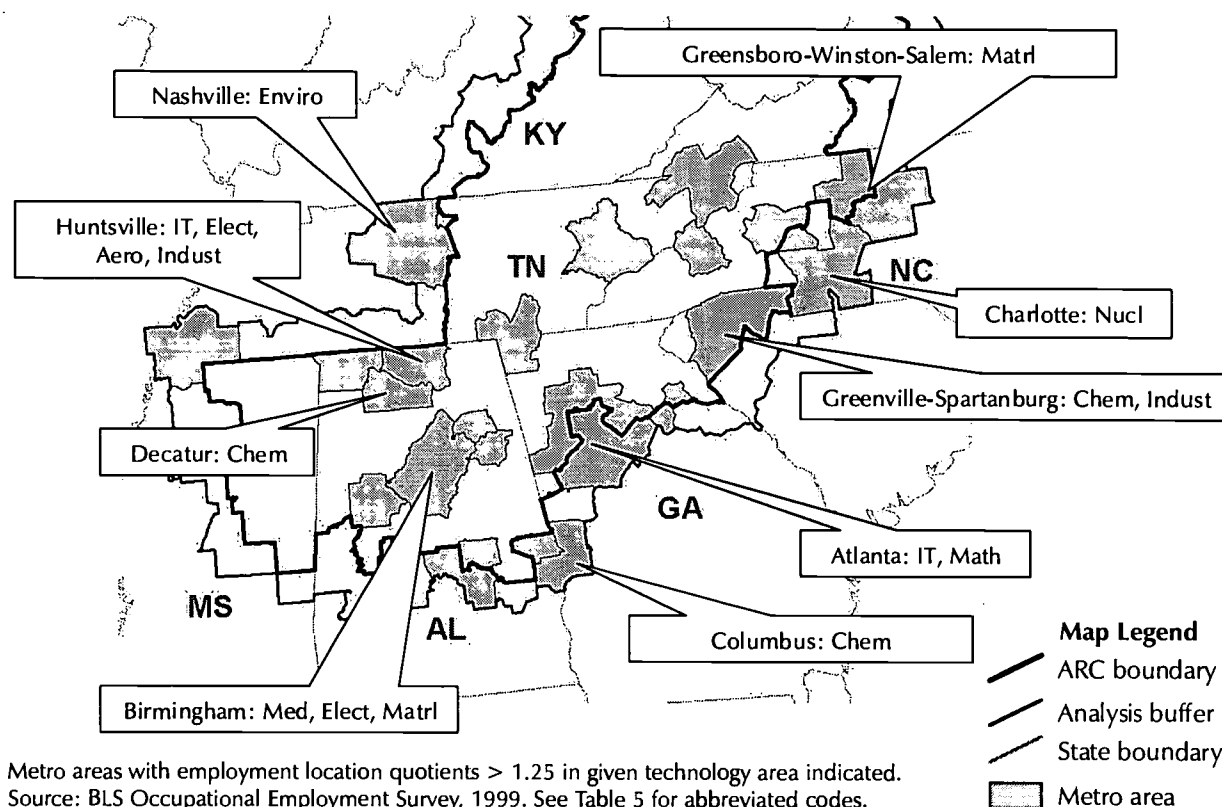 Greensboro-Winston-Salem: Matrl
Nashville: Enviro
KY
Huntsville: IT, Elect,
Aero, Indust
TN
NC
Charlotte: Nucl
Greenville-Spartanburg: Chem, Indust
Decatur: Chem
GA
Atlanta: IT, Math
MS
AL
Columbus: Chem
Birmingham: Med, Elect, Matrl
Map Legend
ARC boundary
Analysis buffer
State boundary
Metro area
Metro areas with employment location quotients > 1.25 in given technology area indicated.
Source: BLS Occupational Employment Survey, 1999. See Table 5 for abbreviated codes.